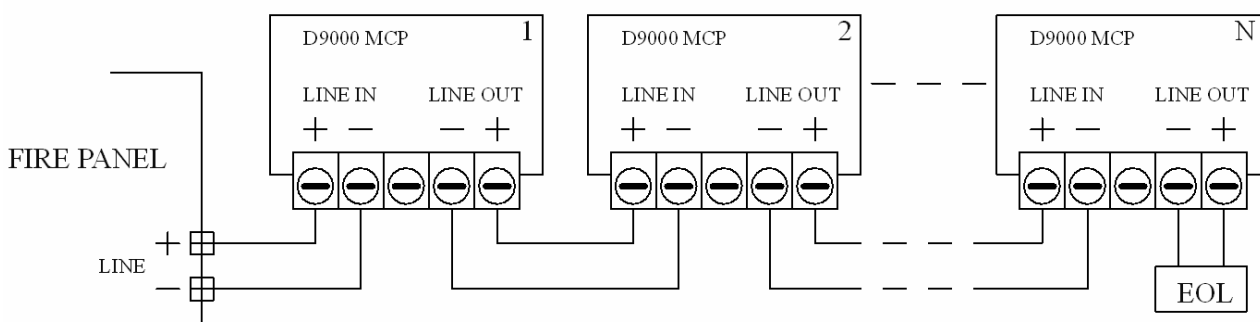 D9000 MCP 1
LINE IN LINE OUT
+ − − +
D9000 MCP 2
LINE IN LINE OUT
+ − − +
D9000 MCP N
LINE IN LINE OUT
+ − − +
FIRE PANEL
+
LINE
−
EOL